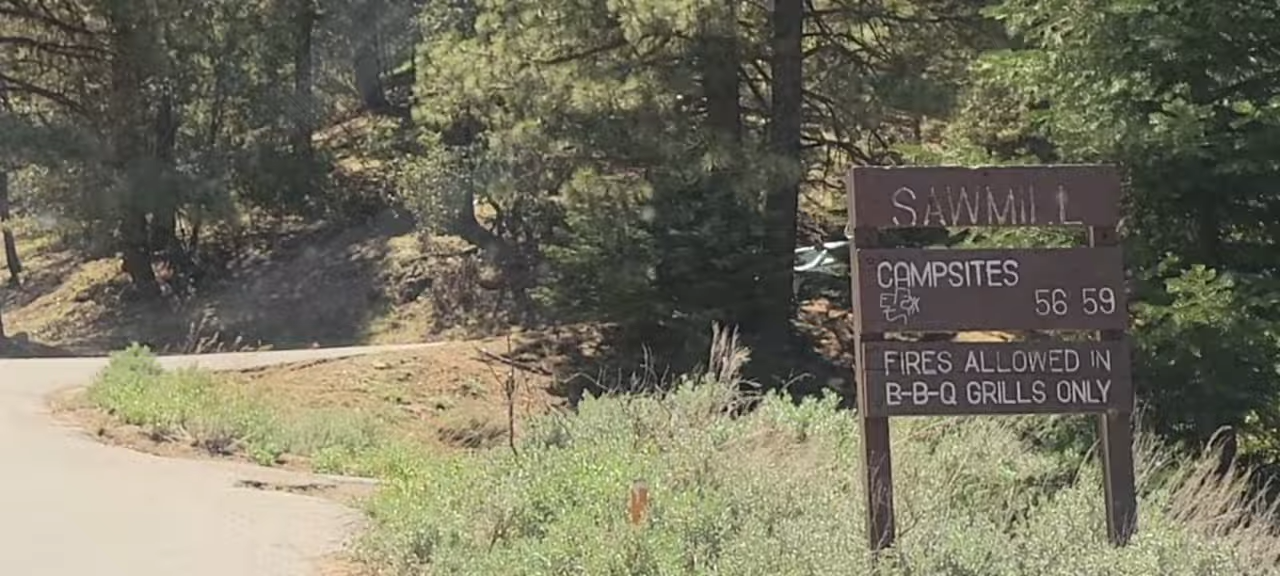 SAWMILL
CAMPSITES
56 59
FIRES ALLOWED IN
B-B-Q GRILLS ONLY